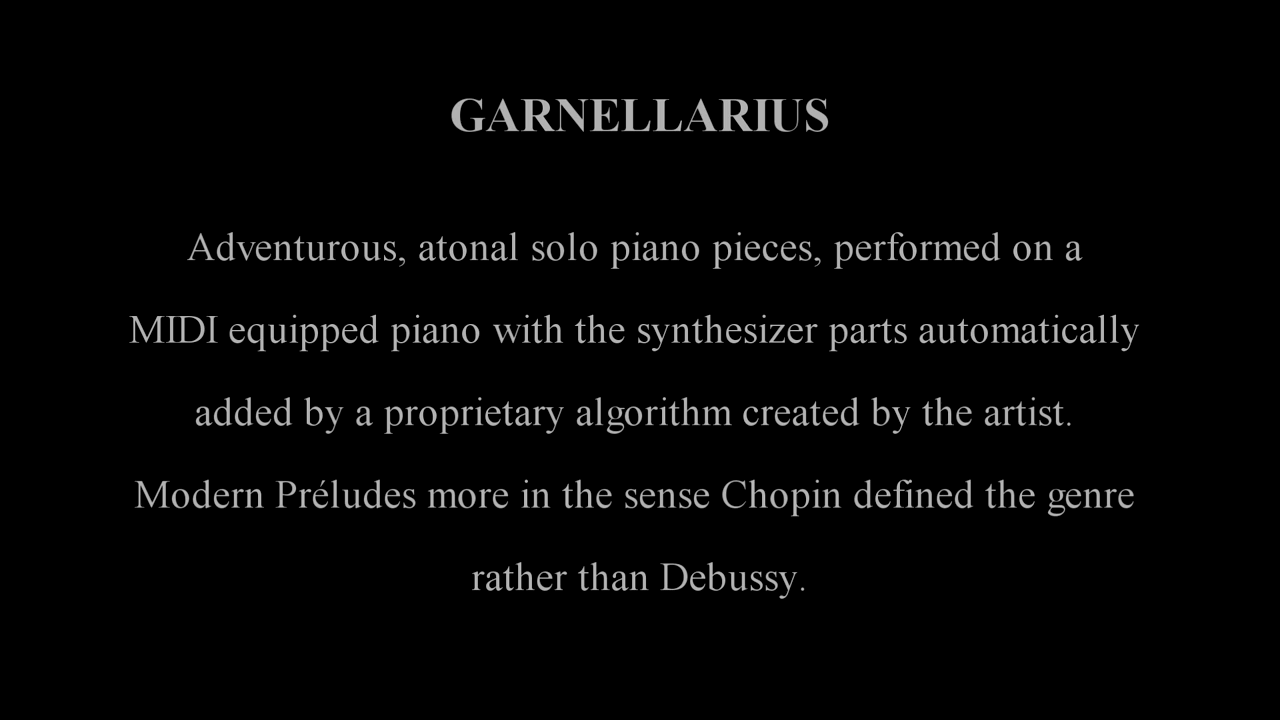 GARNELLARIUS
Adventurous, atonal solo piano pieces, performed on a
MIDI equipped piano with the synthesizer parts automatically
added by a proprietary algorithm created by the artist.
Modern Préludes more in the sense Chopin defined the genre
rather than Debussy.